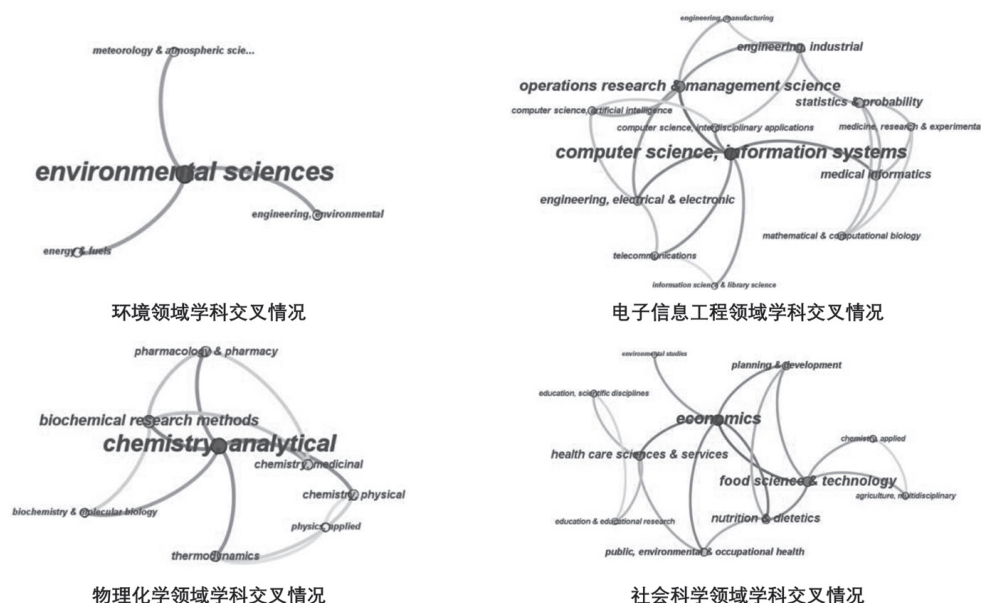 meteorology & atmospheric scie...
environmental sciences
engineering, environmental
energy & fuels
环境领域学科交叉情况
engineering, manufacturing
engineering, industrial
operations research & management science
statistics & probability
computer science, artificial intelligence
computer science, interdisciplinary applications
medicine, research & experimenta
computer science, information systems
medical informatics
engineering, electrical & electronic
mathematical & computational biology
telecommunications
information science & library science
电子信息工程领域学科交叉情况
pharmacology & pharmacy
biochemical research methods
chemistry, analytical
chemistry, medicinal
chemistry, physical
biochemistry & molecular biology
physics, applied
thermodynamics
物理化学领域学科交叉情况
environmental studies
planning & development
education, scientific disciplines
economics
chemistry, applied
health care sciences & services
food science & technology
agriculture, multidisciplinary
education & educational research
nutrition & dietetics
public, environmental & occupational health
社会科学领域学科交叉情况